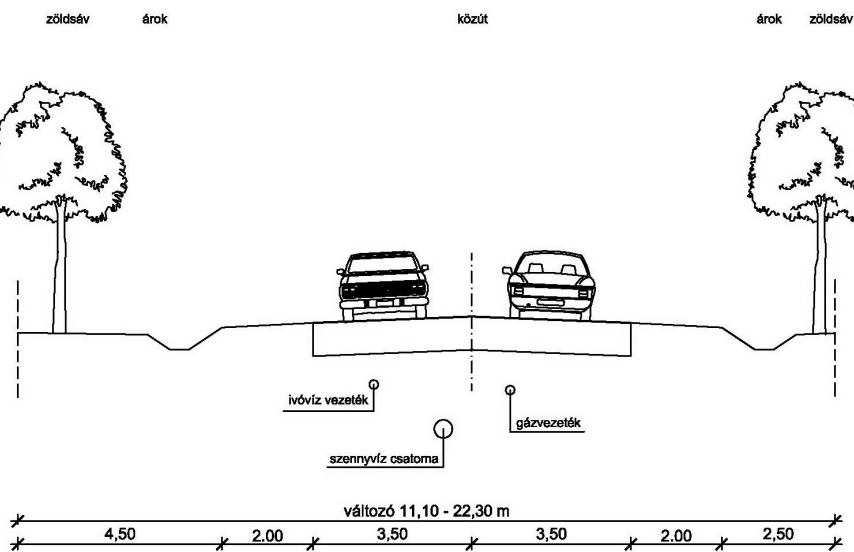 zöldsáv árok közút árok zöldsáv
ivóvíz vezeték
gázvezeték
szennyvíz csatorna
változó 11,10 - 22,30 m
4,50 2.00 3,50 3,50 2.00 2,50